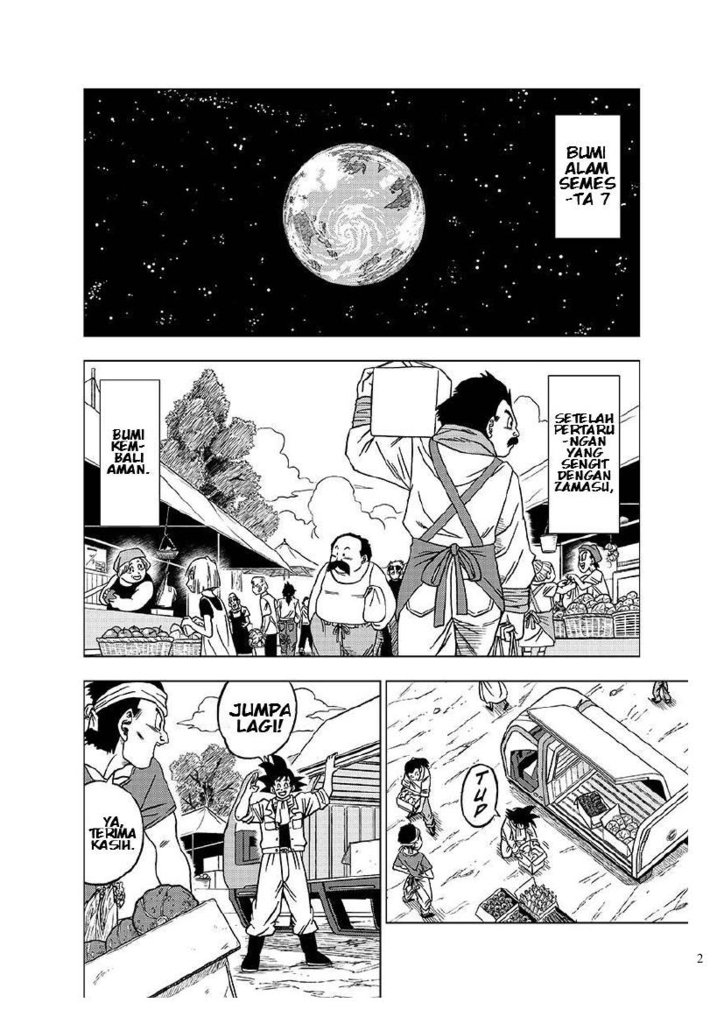 BUMI
ALAM
SEMES
-TA 7
SETELAH
PERTARU
-NGAN
YANG
SENGIT
DENGAN
ZAMASU,
BUMI
KEM-
BALI
AMAN.
TUP
JUMPA
LAGI!
YA,
TERIMA
KASIH.
2